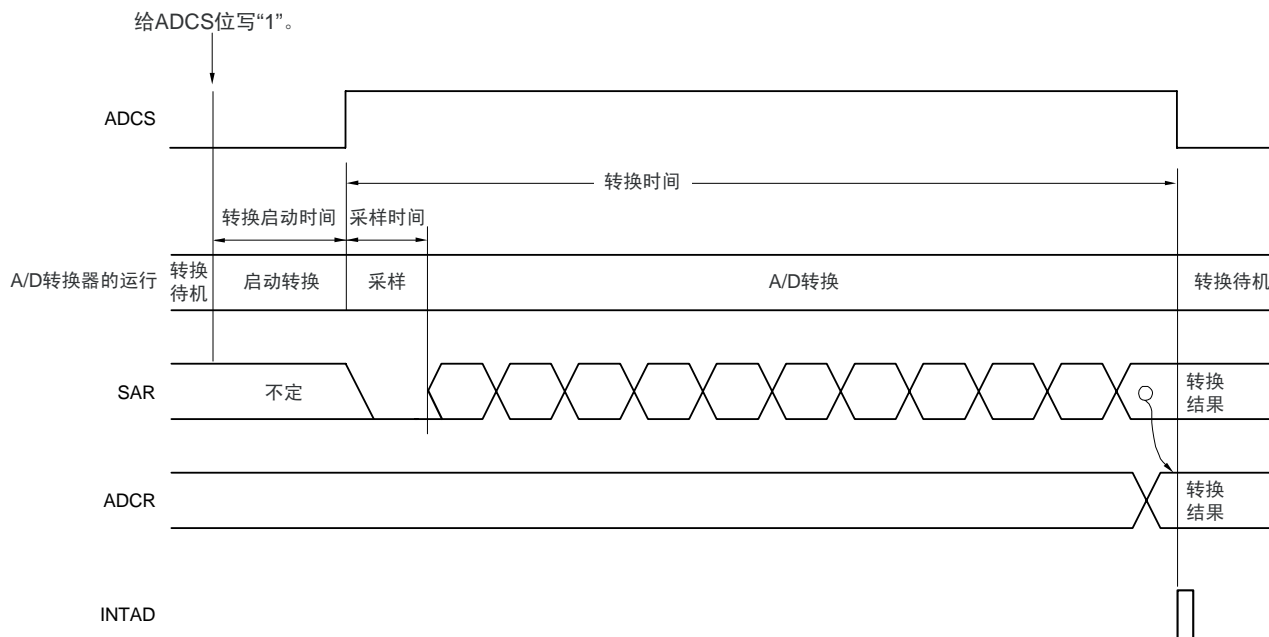 给ADCS位写“1”。
ADCS
转换时间
转换启动时间
采样时间
A/D转换器的运行
转换
待机
启动转换
采样
A/D转换
转换待机
SAR
不定
转换
结果
ADCR
转换
结果
INTAD